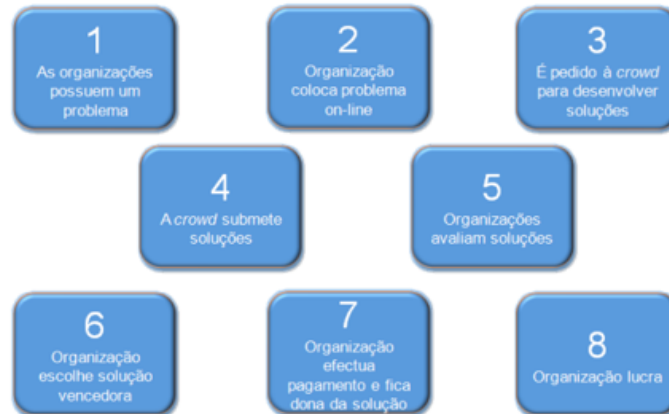 1
As organizações
possuem um
problema
2
Organização
coloca problema
on-line
3
É pedido à crowd
para desenvolver
soluções
4
A crowd submete
soluções
5
Organizações
avaliam soluções
6
Organização
escolhe solução
vencedora
7
Organização
efectua
pagamento e fica
dona da solução
8
Organização lucra